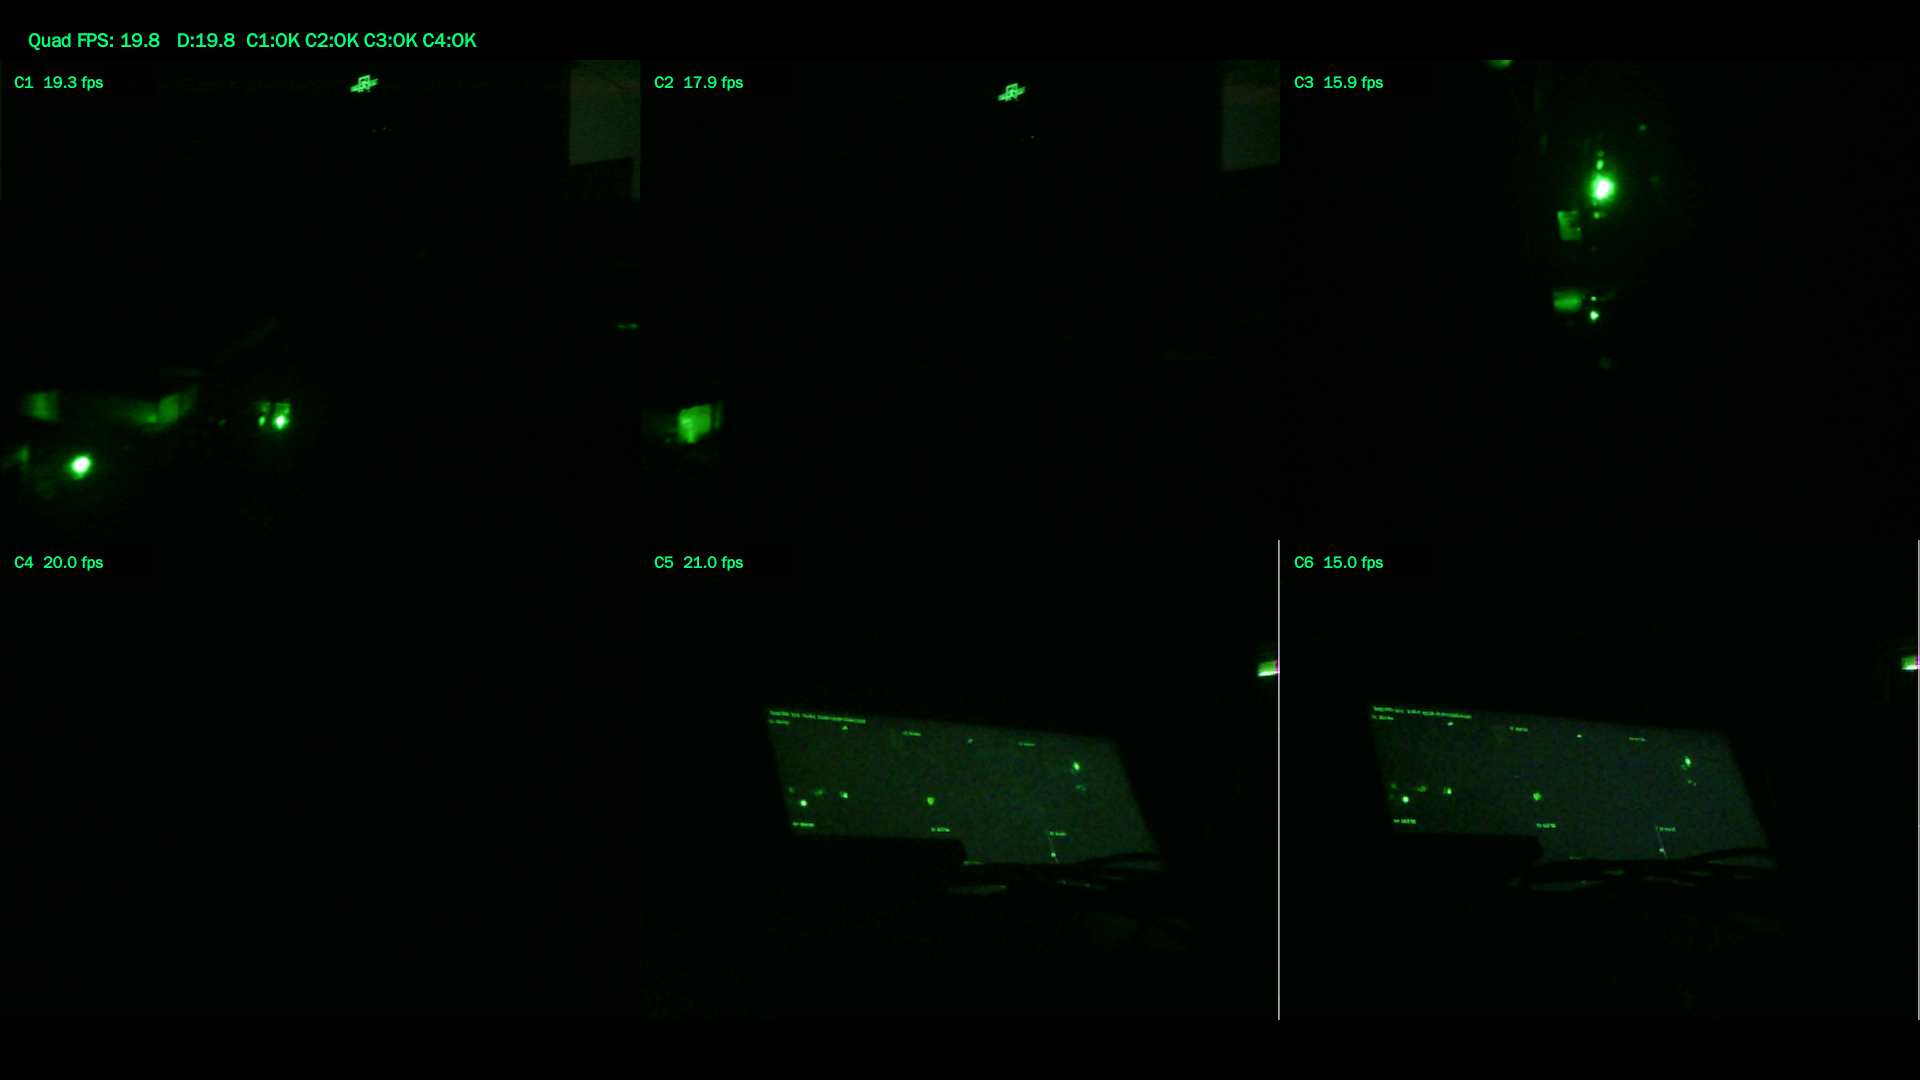 Quad FPS: 19.8 D:19.8 C1:OK C2:OK C3:OK C4:OK
C1 19.3 fps
C2 17.9 fps
C3 15.9 fps
C4 20.0 fps
C5 21.0 fps
C6 15.0 fps